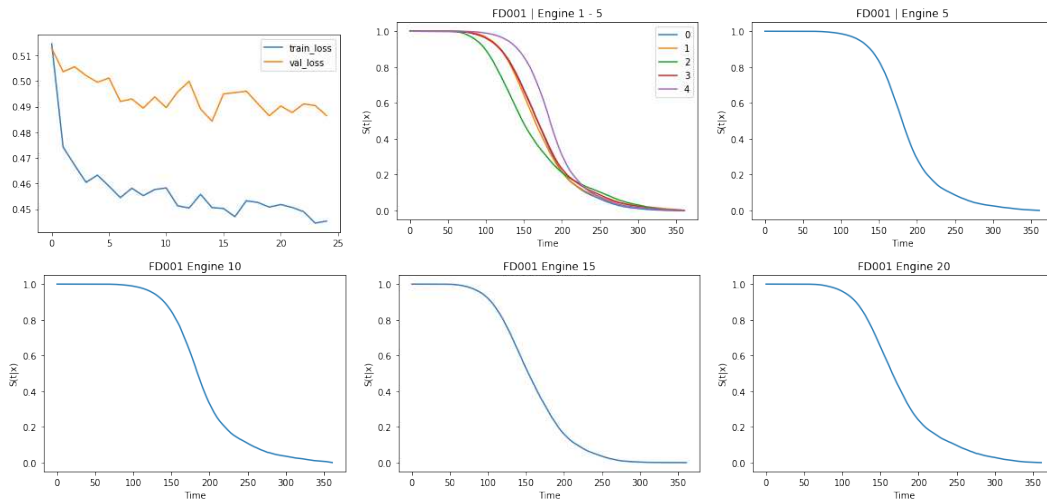 0.51
0.50
0.49
0.48
0.47
0.46
0.45
0 5 10 15 20 25
train_loss
val_loss
FD001 | Engine 1 - 5
1.0
0.8
0.6
0.4
0.2
0.0
S(t|x)
0 50 100 150 200 250 300 350
Time
0
1
2
3
4
FD001 | Engine 5
1.0
0.8
0.6
0.4
0.2
0.0
S(t|x)
0 50 100 150 200 250 300 350
Time
FD001 Engine 10
1.0
0.8
0.6
0.4
0.2
0.0
S(t|x)
0 50 100 150 200 250 300 350
Time
FD001 Engine 15
1.0
0.8
0.6
0.4
0.2
0.0
S(t|x)
0 50 100 150 200 250 300 350
Time
FD001 Engine 20
1.0
0.8
0.6
0.4
0.2
0.0
S(t|x)
0 50 100 150 200 250 300 350
Time